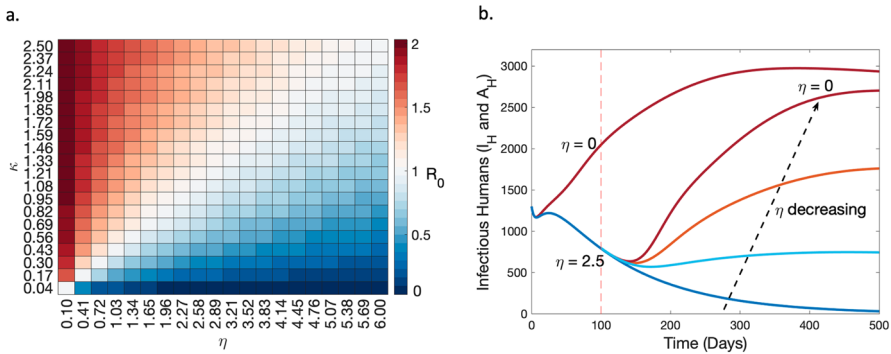 a.
2.50
2.37
2.24
2.11
1.98
1.85
1.72
1.59
1.46
1.33
1.21
1.08
0.95
0.82
0.69
0.56
0.43
0.30
0.17
0.04
κ
0.10 0.41 0.72 1.03 1.34 1.65 1.96 2.27 2.58 2.89 3.21 3.52 3.83 4.14 4.45 4.76 5.07 5.38 5.69 6.00
η
2
1.5
1
0.5
0
R0
b.
Infectious Humans (IH and AH)
3000
2500
2000
1500
1000
500
0
η = 0
η = 0
η decreasing
η = 2.5
0 100 200 300 400 500
Time (Days)